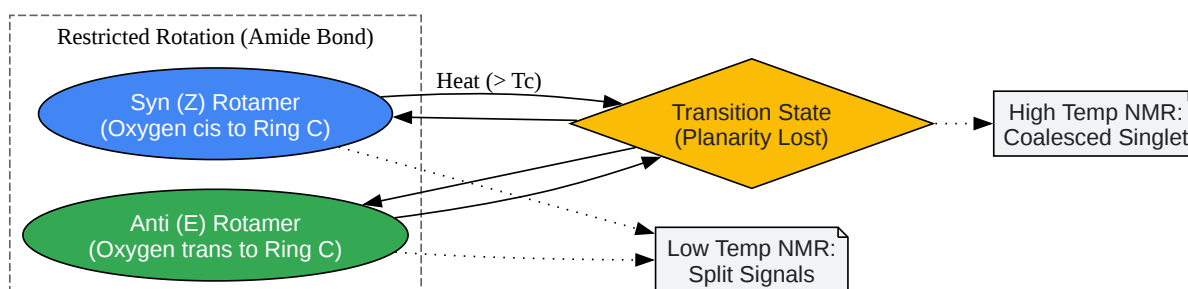 Restricted Rotation (Amide Bond)
Syn (Z) Rotamer
(Oxygen cis to Ring C)
Heat (> Tc)
Transition State
(Planarity Lost)
High Temp NMR:
Coalesced Singlet
Anti (E) Rotamer
(Oxygen trans to Ring C)
Low Temp NMR:
Split Signals